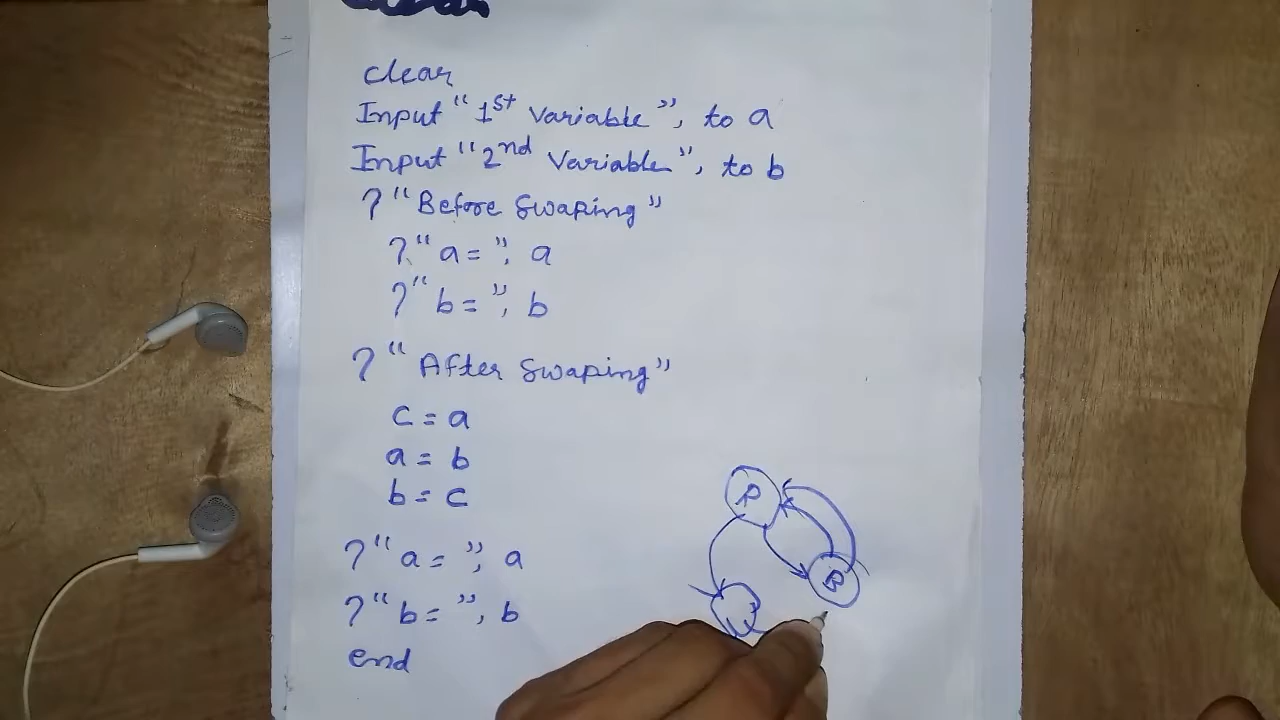 clear
Input "1st Variable", to a
Input "2nd Variable", to b
? "Before Swaping"
? "a = ", a
? "b = ", b
? "After Swaping"
c = a
a = b
b = c
? "a = ", a
? "b = ", b
end
R
B